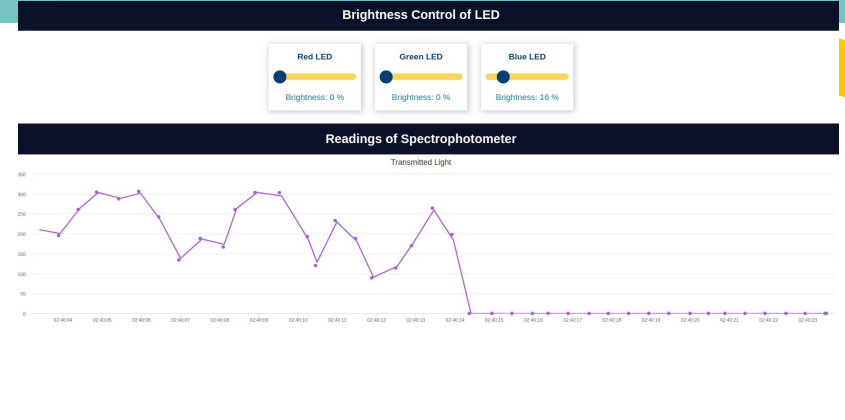 Brightness Control of LED
Red LED
Brightness: 0 %
Green LED
Brightness: 0 %
Blue LED
Brightness: 16 %
Readings of Spectrophotometer
Transmitted Light
350
300
250
200
150
100
50
0
02:40:04 02:40:05 02:40:06 02:40:07 02:40:08 02:40:09 02:40:10 02:40:11 02:40:12 02:40:13 02:40:14 02:40:15 02:40:16 02:40:17 02:40:18 02:40:19 02:40:20 02:40:21 02:40:22 02:40:23